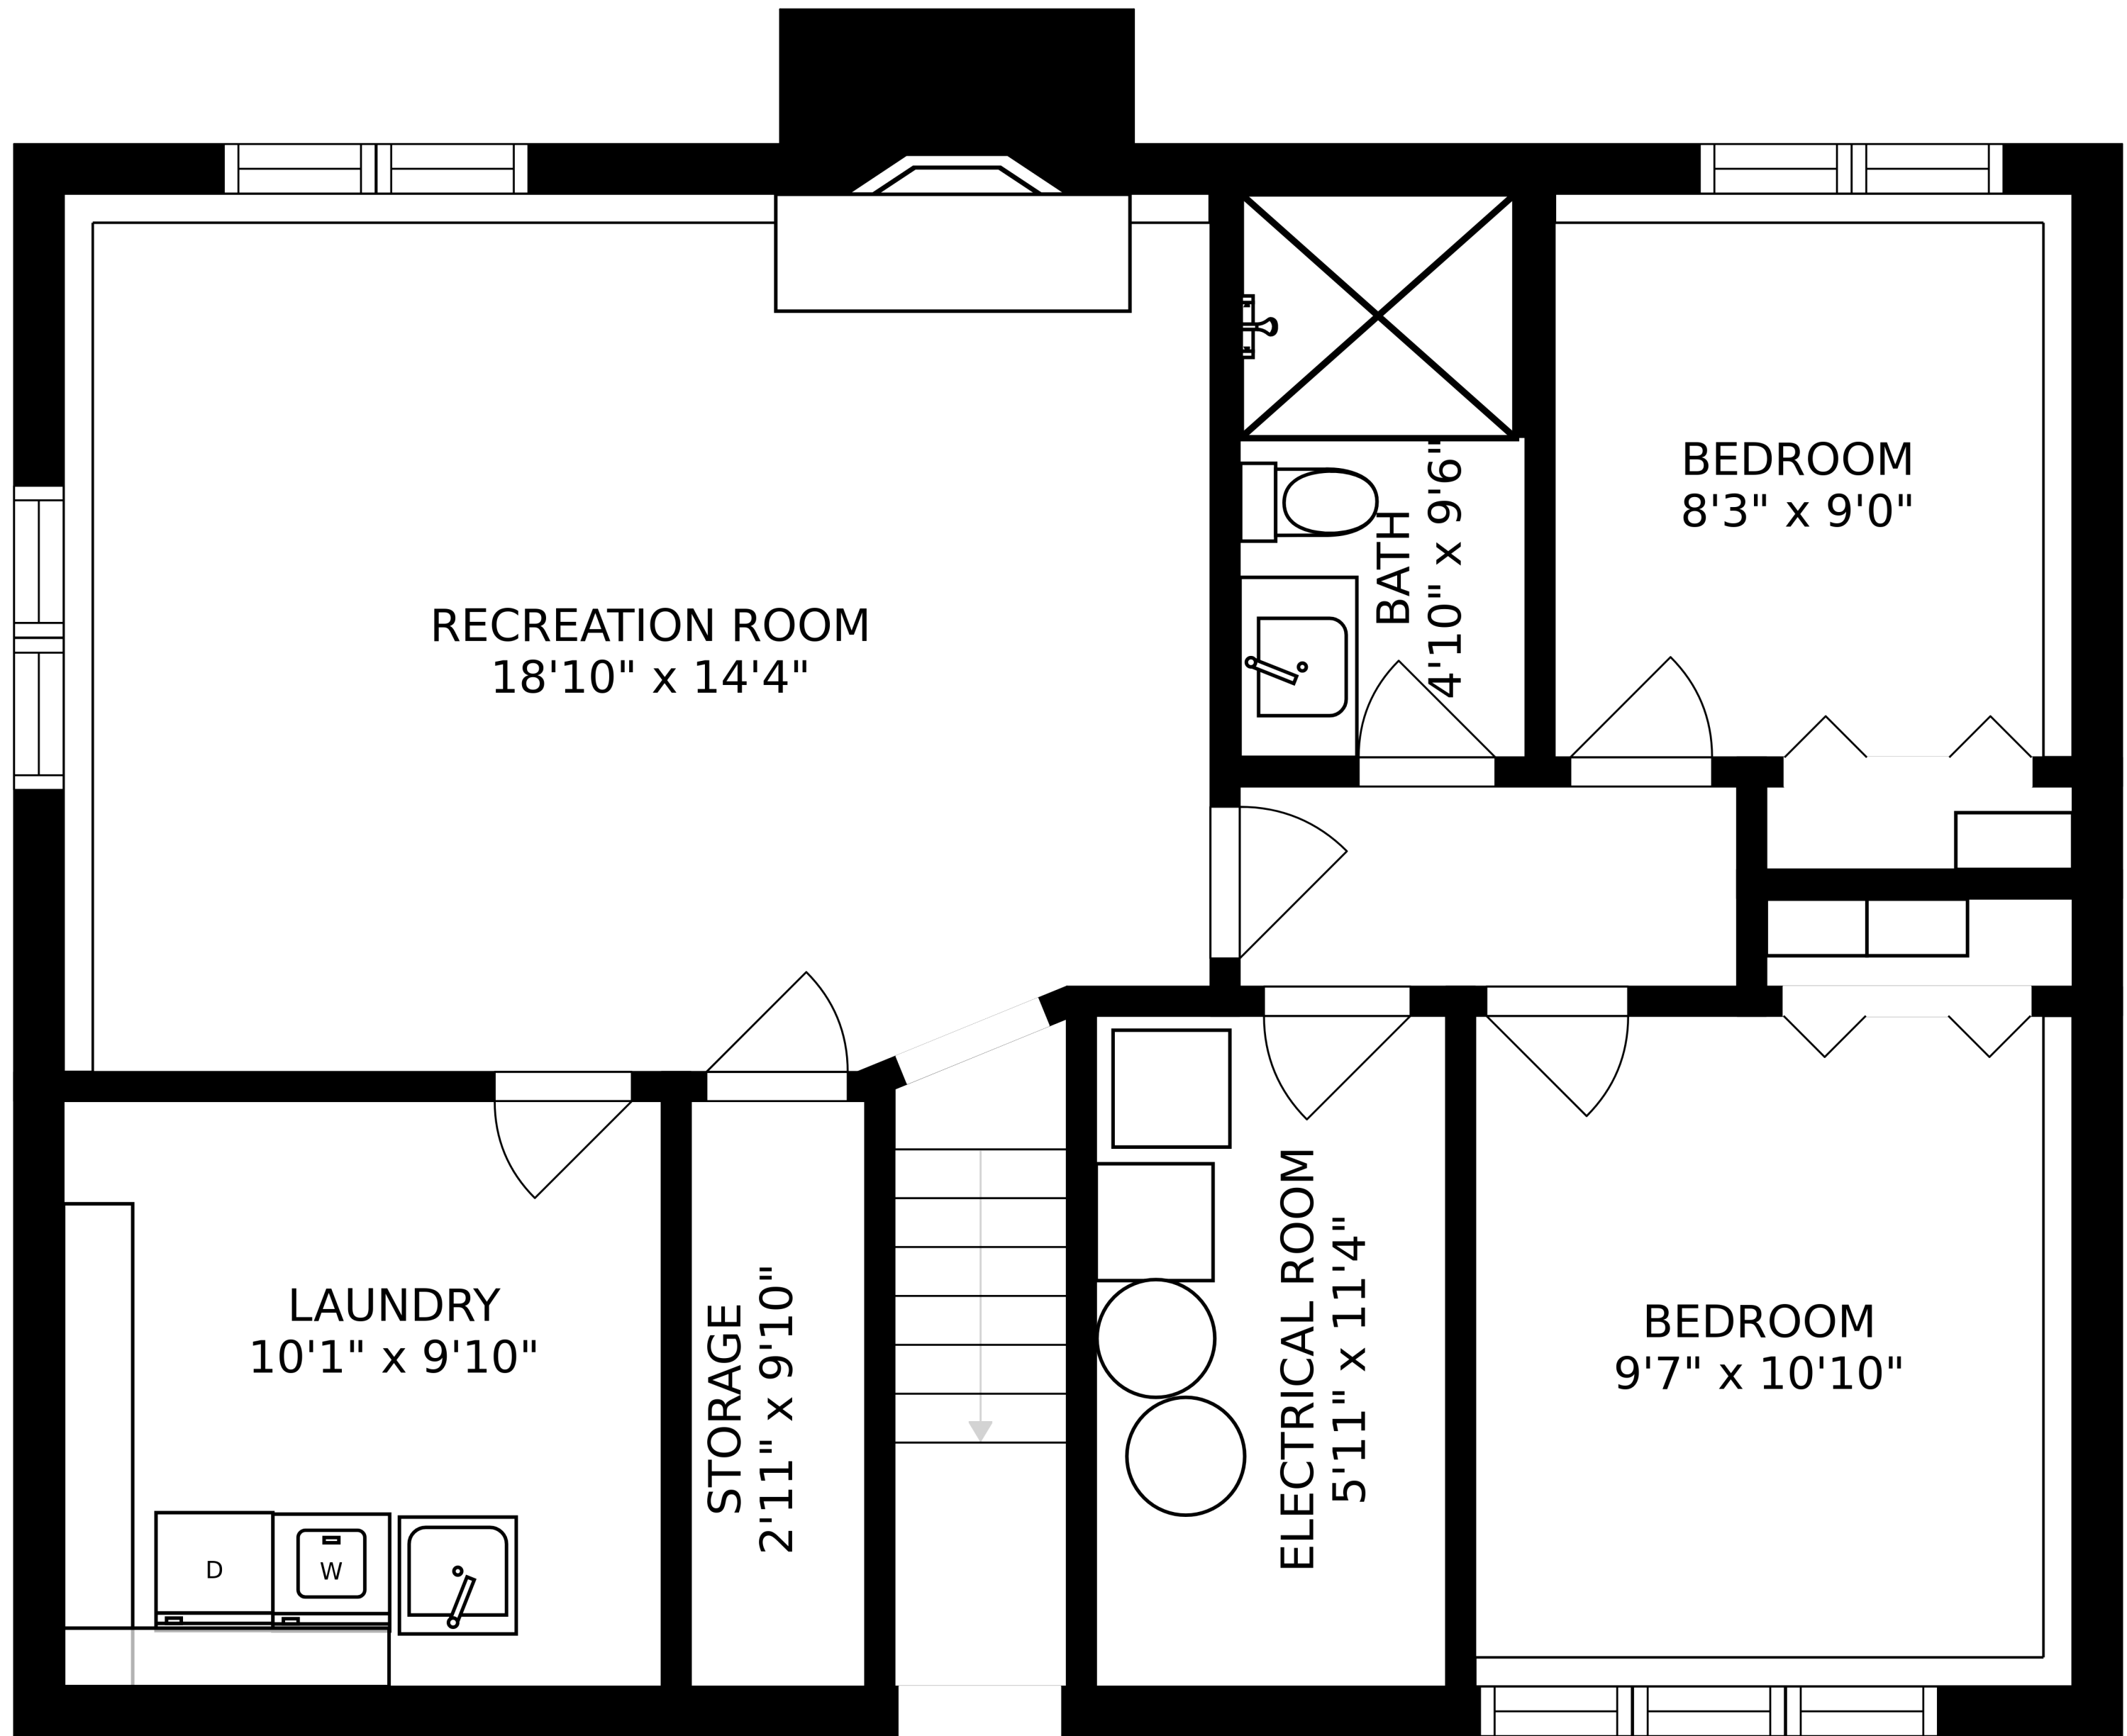 BEDROOM
8'3" x 9'0"
BATH
4'10" x 9'6"
RECREATION ROOM
18'10" x 14'4"
LAUNDRY
10'1" x 9'10"
STORAGE
2'11" x 9'10"
ELECTRICAL ROOM
5'11" x 11'4"
BEDROOM
9'7" x 10'10"
D
W